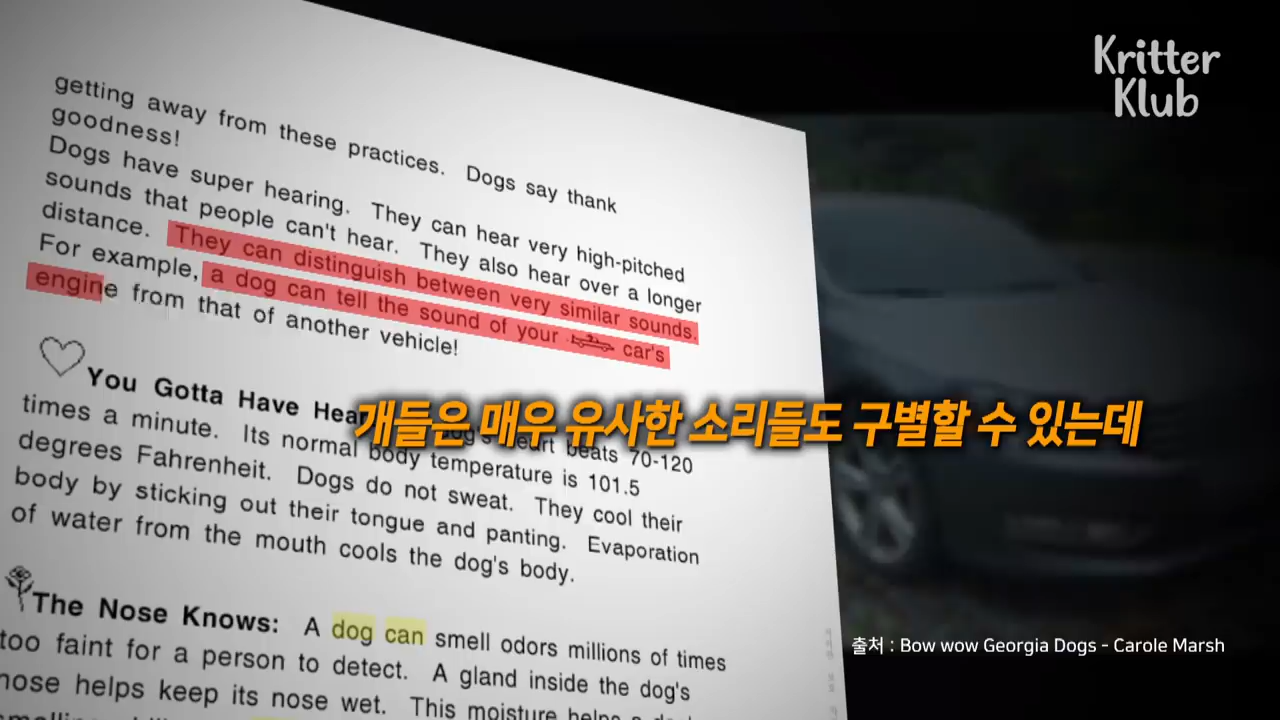 Kritter
Klub
getting away from these practices. Dogs say thank
goodness!
Dogs have super hearing. They can hear very high-pitched
sounds that people can't hear. They also hear over a longer
distance. They can distinguish between very similar sounds.
For example, a dog can tell the sound of your car's
engine from that of another vehicle!
You Gotta Have Hear dog's heart beats 70-120
times a minute. Its normal body temperature is 101.5
degrees Fahrenheit. Dogs do not sweat. They cool their
body by sticking out their tongue and panting. Evaporation
of water from the mouth cools the dog's body.
개들은 매우 유사한 소리들도 구별할 수 있는데
The Nose Knows: A dog can smell odors millions of times
too faint for a person to detect. A gland inside the dog's
nose helps keep its nose wet. This moisture helps a
출처 : Bow wow Georgia Dogs - Carole Marsh